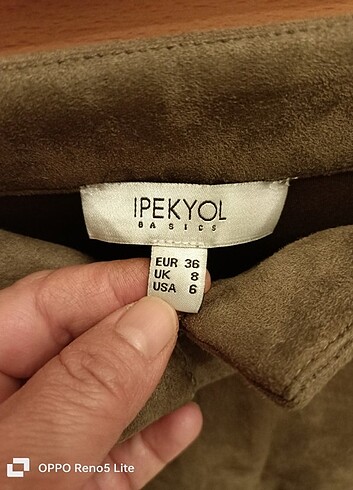 IPEKYOL
BASICS
EUR 36
UK 8
USA 6
OPPO Reno5 Lite